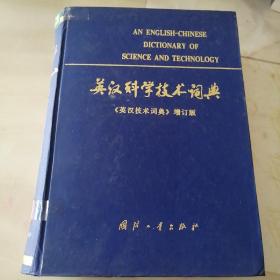 AN ENGLISH-CHINESE
DICTIONARY OF
SCIENCE AND TECHNOLOGY
英汉科学技术词典
《英汉技术词典》增订版
国防工业出版社